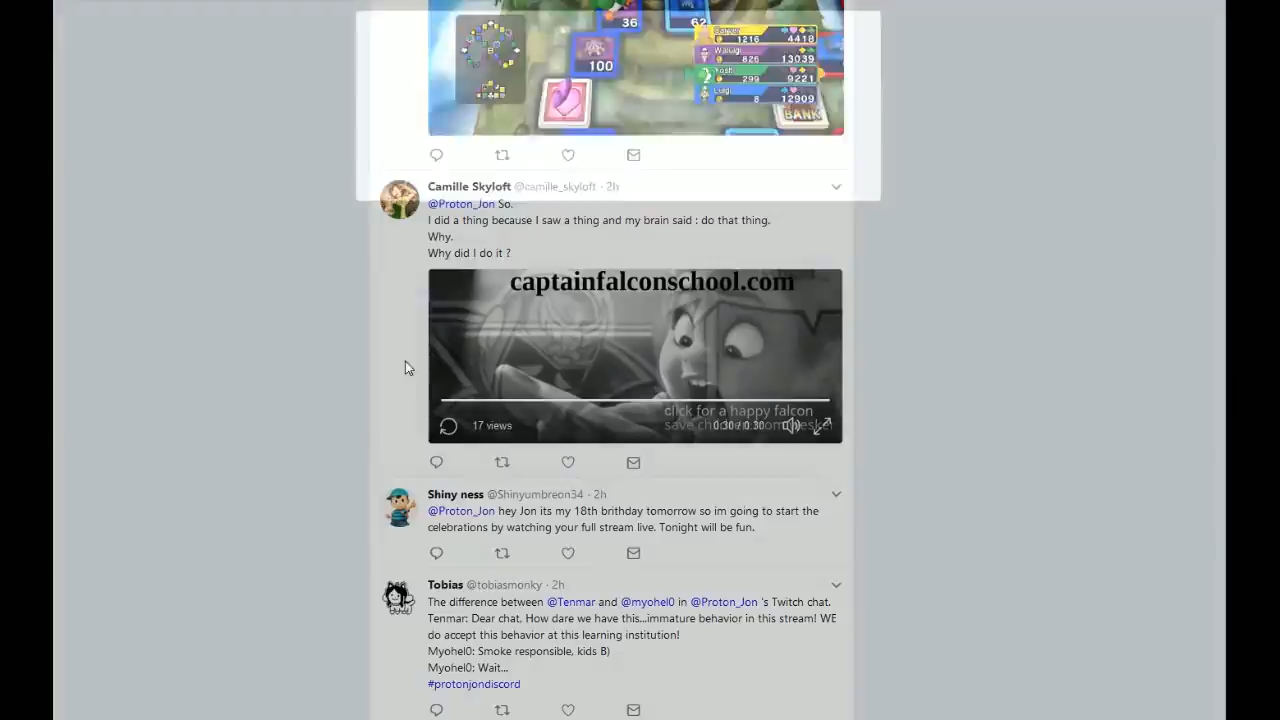 36
62
100
1216 4418
Waluigi
826 13039
Yoshi
299 9221
Luigi
8 12909
BANK
Camille Skyloft @camille_skyloft · 2h
@Proton_Jon So.
I did a thing because I saw a thing and my brain said : do that thing.
Why.
Why did I do it ?
captainfalconschool.com
click for a happy falcon
17 views
0:30 / 0:30
Shiny ness @Shinyumbreon34 · 2h
@Proton_Jon hey Jon its my 18th brithday tomorrow so im going to start the
celebrations by watching your full stream live. Tonight will be fun.
Tobias @tobiasmonky · 2h
The difference between @Tenmar and @myohel0 in @Proton_Jon 's Twitch chat.
Tenmar: Dear chat, How dare we have this...immature behavior in this stream! WE
do accept this behavior at this learning institution!
Myohel0: Smoke responsible, kids B)
Myohel0: Wait...
#protonjondiscord